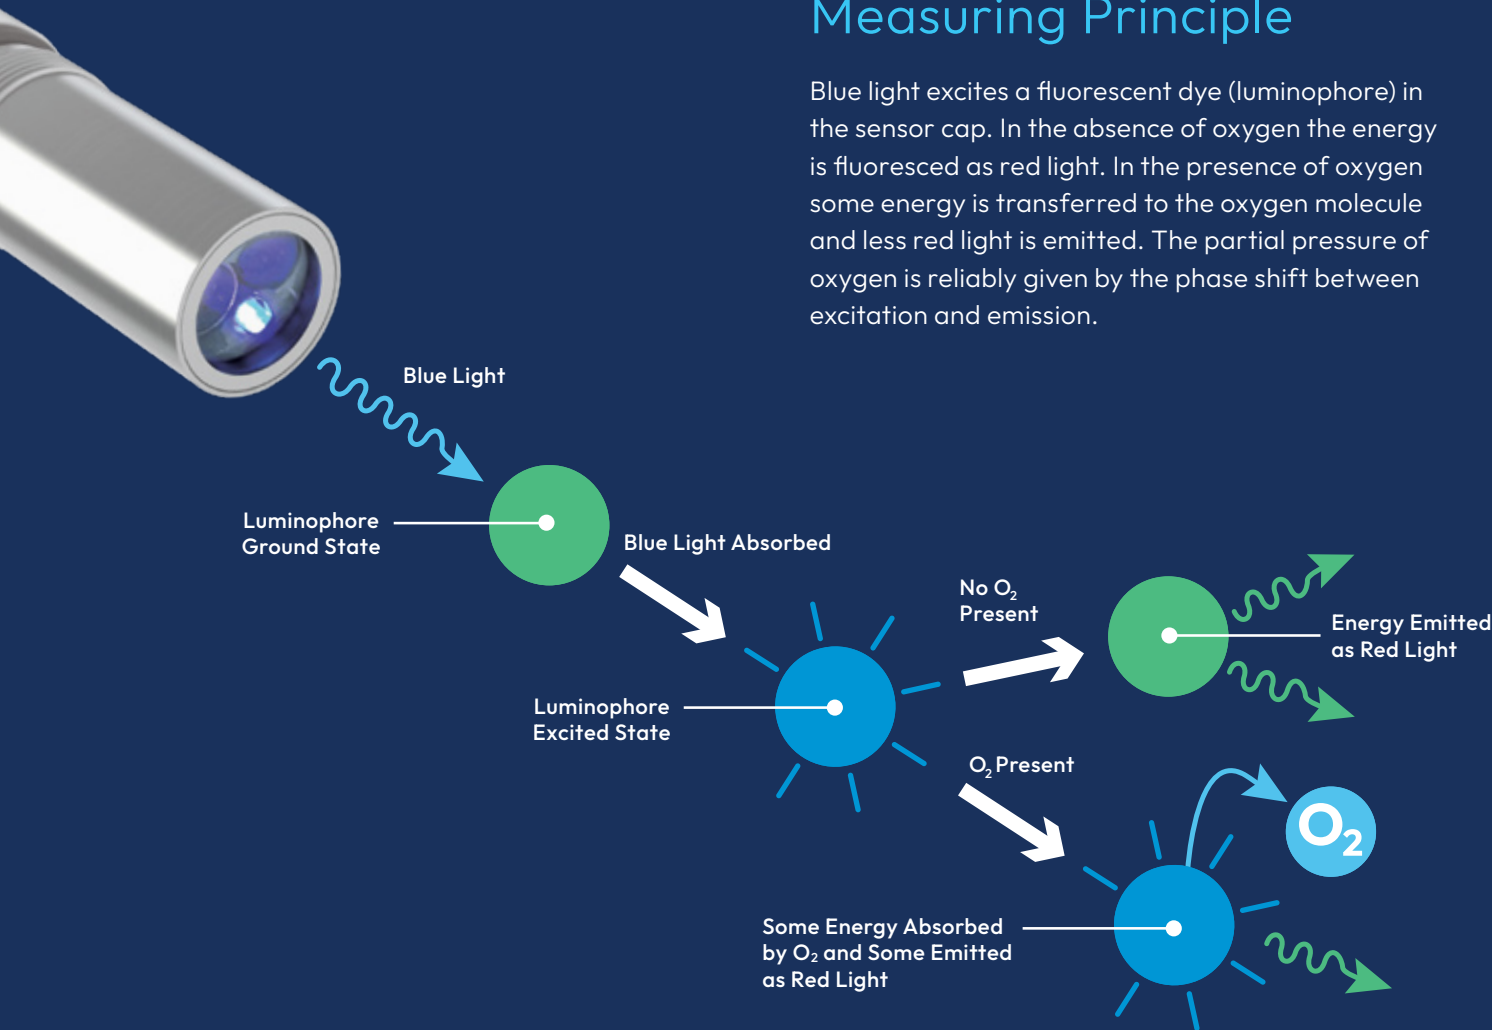 Measuring Principle
Blue light excites a fluorescent dye (luminophore) in
the sensor cap. In the absence of oxygen the energy
is fluoresced as red light. In the presence of oxygen
some energy is transferred to the oxygen molecule
and less red light is emitted. The partial pressure of
oxygen is reliably given by the phase shift between
excitation and emission.
Blue Light
Luminophore
Ground State
Blue Light Absorbed
No O₂
Present
Energy Emitted
as Red Light
Luminophore
Excited State
O₂ Present
O₂
Some Energy Absorbed
by O₂ and Some Emitted
as Red Light